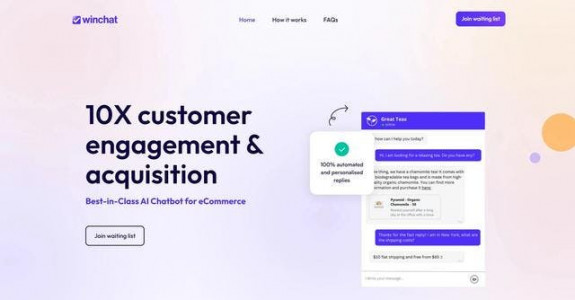 winchat
Home
How it works
FAQs
Join waiting list
10X customer
engagement &
acquisition
Best-in-Class AI Chatbot for eCommerce
Join waiting list
100% automated
and personalised
replies
Great Teas
How can I help you today?
Hi, I am looking for a sleeping tea. Do you have any?
thing, we have a chamomile tea! It comes with
biodegradable tea bags and is made from high
quality organic chamomile. You can find more
information and purchase it here.
Pyramid - Organic
Chamomile - 
Thanks for the fast reply! I am in New York, what are
the shipping costs?
$10 flat shipping and free from $50 :)
Write your message..